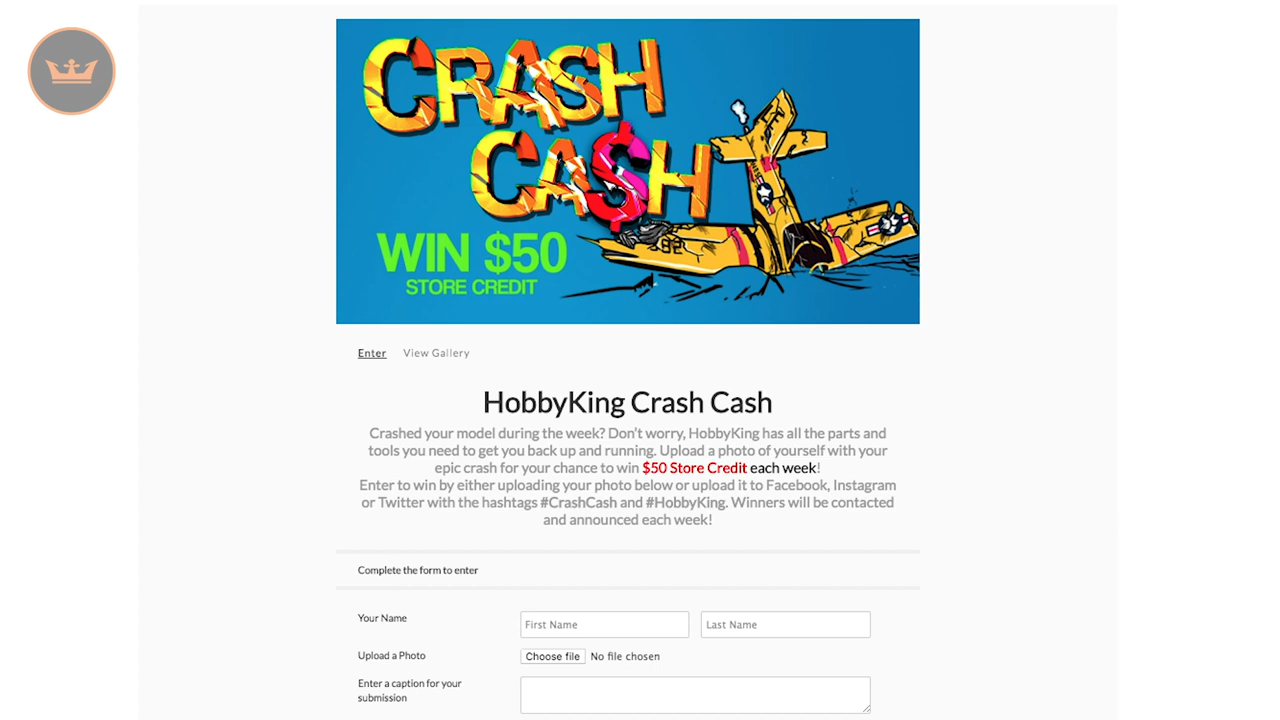 CRASH
CA$H
WIN $50
STORE CREDIT
Enter View Gallery
HobbyKing Crash Cash
Crashed your model during the week? Don't worry, HobbyKing has all the parts and
tools you need to get you back up and running. Upload a photo of yourself with your
epic crash for your chance to win $50 Store Credit each week!
Enter to win by either uploading your photo below or upload it to Facebook, Instagram
or Twitter with the hashtags #CrashCash and #HobbyKing. Winners will be contacted
and announced each week!
Complete the form to enter
Your Name First Name Last Name
Upload a Photo Choose file No file chosen
Enter a caption for your
submission